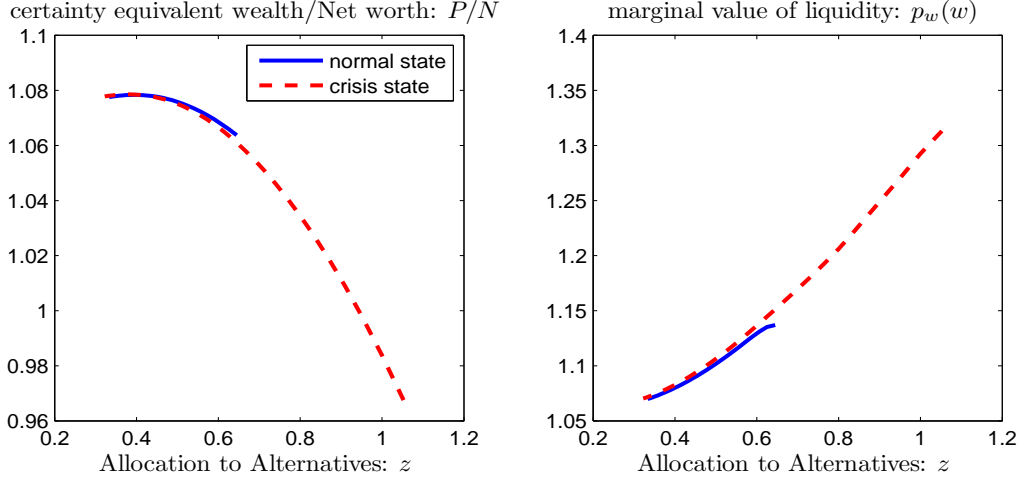 certainty equivalent wealth/Net worth: P/N
1.1
1.08
1.06
1.04
1.02
1
0.98
0.96
normal state
crisis state
0.2 0.4 0.6 0.8 1 1.2
Allocation to Alternatives: z
marginal value of liquidity: p_w(w)
1.4
1.35
1.3
1.25
1.2
1.15
1.1
1.05
0.2 0.4 0.6 0.8 1 1.2
Allocation to Alternatives: z